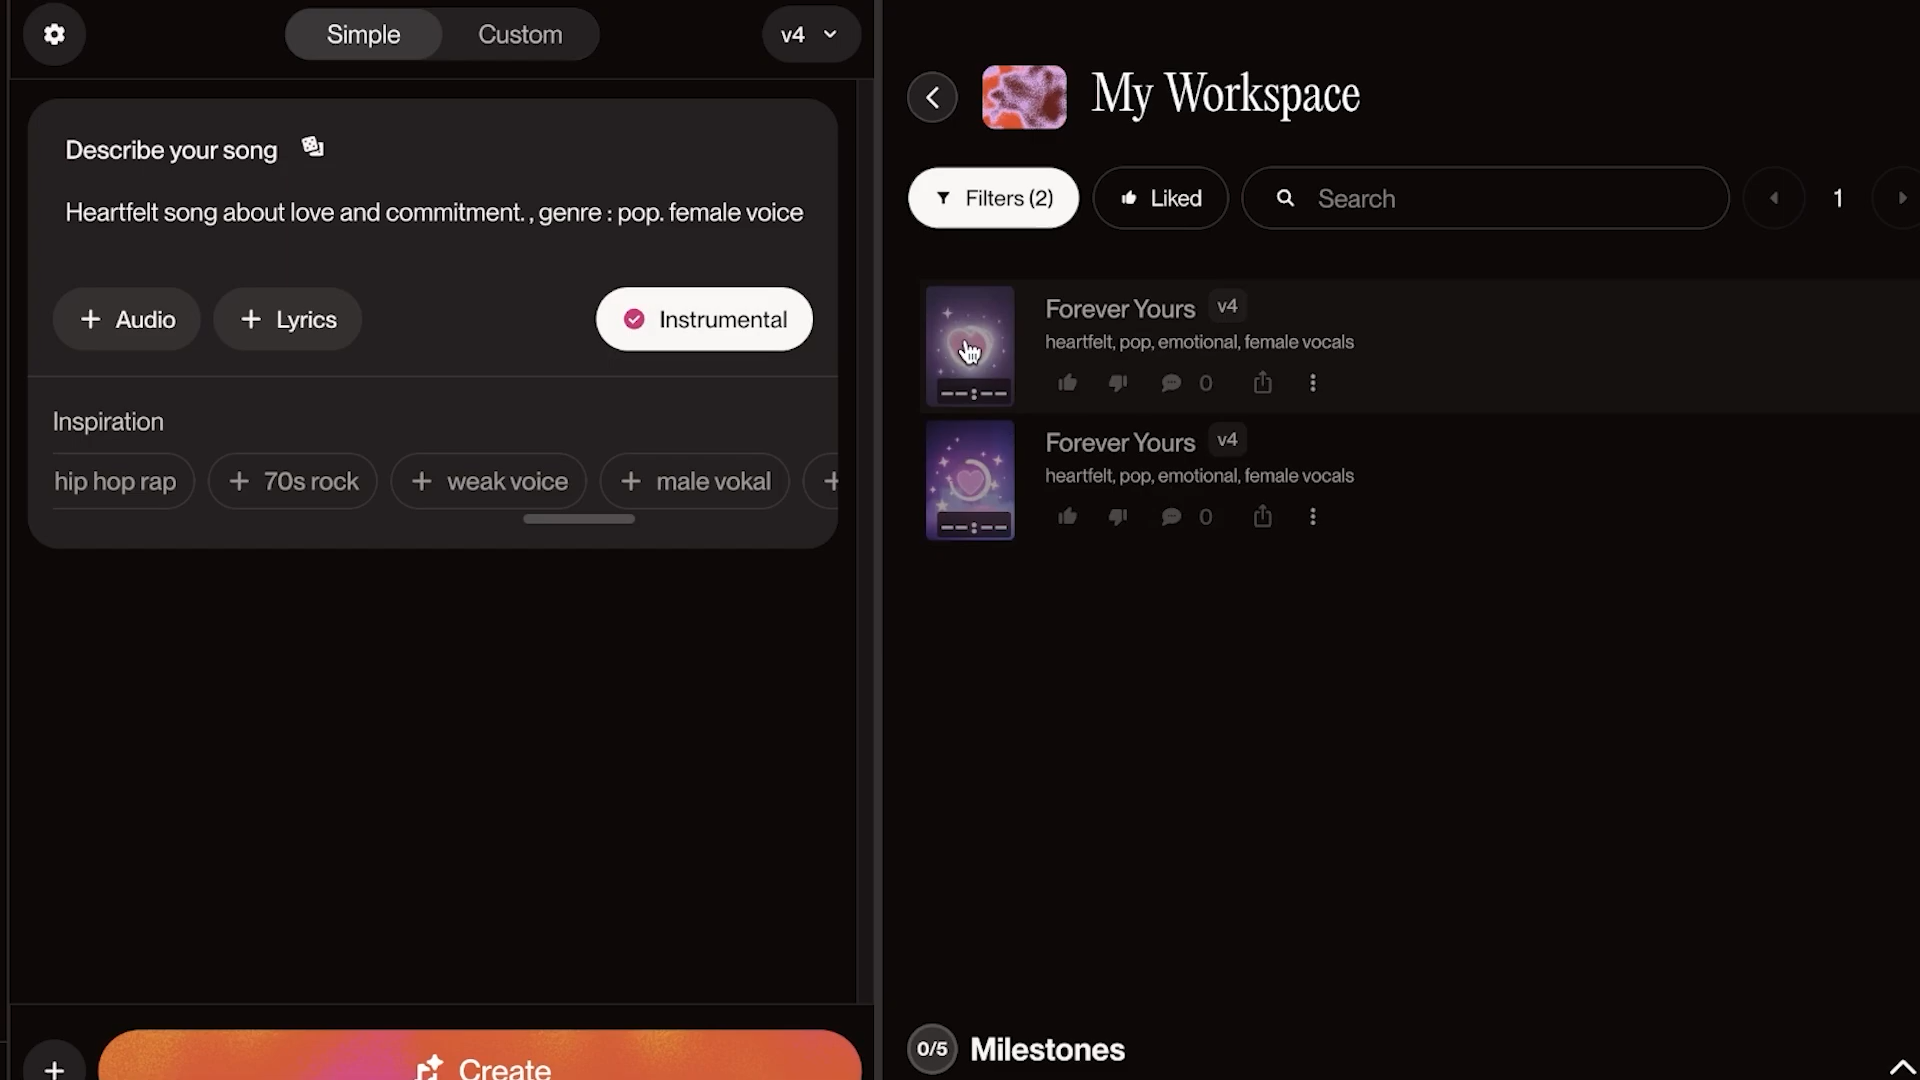 Simple
Custom
v4
Describe your song
Heartfelt song about love and commitment. , genre : pop. female voice
+ Audio
+ Lyrics
Instrumental
Inspiration
hip hop rap
+ 70s rock
+ weak voice
+ male vokal
+
+
Create
My Workspace
Filters (2)
Liked
Search
1
Forever Yours v4
heartfelt, pop, emotional, female vocals
0
--:--
Forever Yours v4
heartfelt, pop, emotional, female vocals
0
--:--
0/5 Milestones